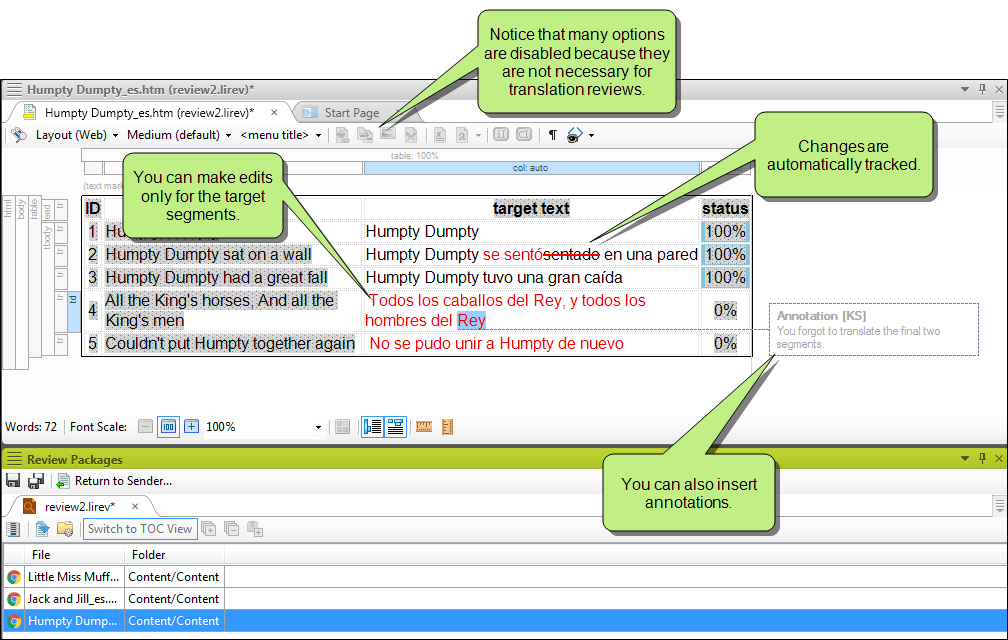 Notice that many options
are disabled because they
are not necessary for
translation reviews.
Humpty Dumpty_es.htm (review2.lirev)*
Humpty Dumpty_es.htm (review2.lirev)*
Start Page
Layout (Web)
Medium (default)
<menu title>
Changes are
automatically tracked.
table: 100%
col: auto
(text mar
You can make edits
only for the target
segments.
html
body
table
ead
tr
tbody
tr
tr
tr
td
tr
tr
ID
target text
status
1
Humpty Dumpty
100%
2 Humpty Dumpty sat on a wall
Humpty Dumpty se sentósentado en una pared
100%
3 Humpty Dumpty had a great fall
Humpty Dumpty tuvo una gran caída
100%
4
All the King's horses, And all the
King's men
Todos los caballos del Rey, y todos los
hombres del Rey
0%
5 Couldn't put Humpty together again
No se pudo unir a Humpty de nuevo
0%
Annotation [KS]
You forgot to translate the final two
segments.
Words: 72
Font Scale:
100%
You can also insert
annotations.
Review Packages
Return to Sender...
review2.lirev*
Switch to TOC View
File
Folder
Little Miss Muff...
Content/Content
Jack and Jill_es....
Content/Content
Humpty Dump...
Content/Content